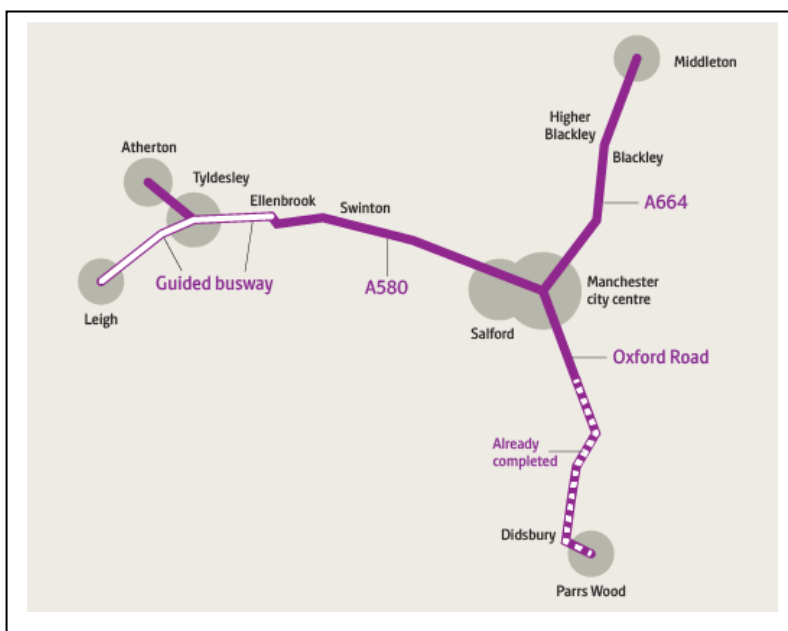 Middleton
Higher
Blackley
Atherton
Blackley
Tyldesley
Ellenbrook
Swinton
A664
Guided busway
A580
Manchester
city centre
Leigh
Salford
Oxford Road
Already
completed
Didsbury
Parrs Wood